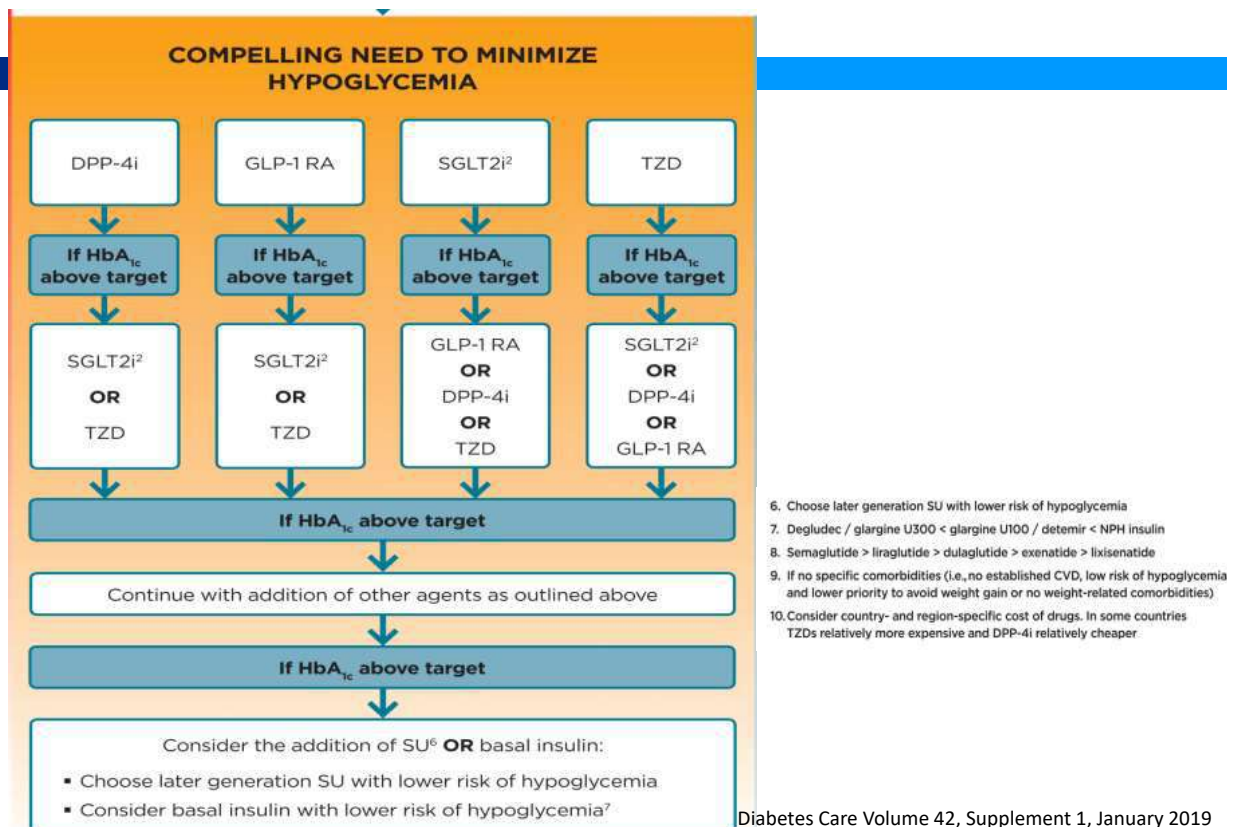 COMPELLING NEED TO MINIMIZE
HYPOGLYCEMIA
DPP-4i
GLP-1 RA
SGLT2i²
TZD
If HbA₁c
above target
If HbA₁c
above target
If HbA₁c
above target
If HbA₁c
above target
SGLT2i²
OR
TZD
SGLT2i²
OR
TZD
GLP-1 RA
OR
DPP-4i
OR
TZD
SGLT2i²
OR
DPP-4i
OR
GLP-1 RA
If HbA₁c above target
Continue with addition of other agents as outlined above
If HbA₁c above target
Consider the addition of SU⁶ OR basal insulin:
▪ Choose later generation SU with lower risk of hypoglycemia
▪ Consider basal insulin with lower risk of hypoglycemia⁷
6. Choose later generation SU with lower risk of hypoglycemia
7. Degludec / glargine U300 < glargine U100 / detemir < NPH insulin
8. Semaglutide > liraglutide > dulaglutide > exenatide > lixisenatide
9. If no specific comorbidities (i.e., no established CVD, low risk of hypoglycemia
and lower priority to avoid weight gain or no weight-related comorbidities)
10. Consider country- and region-specific cost of drugs. In some countries
TZDs relatively more expensive and DPP-4i relatively cheaper
Diabetes Care Volume 42, Supplement 1, January 2019